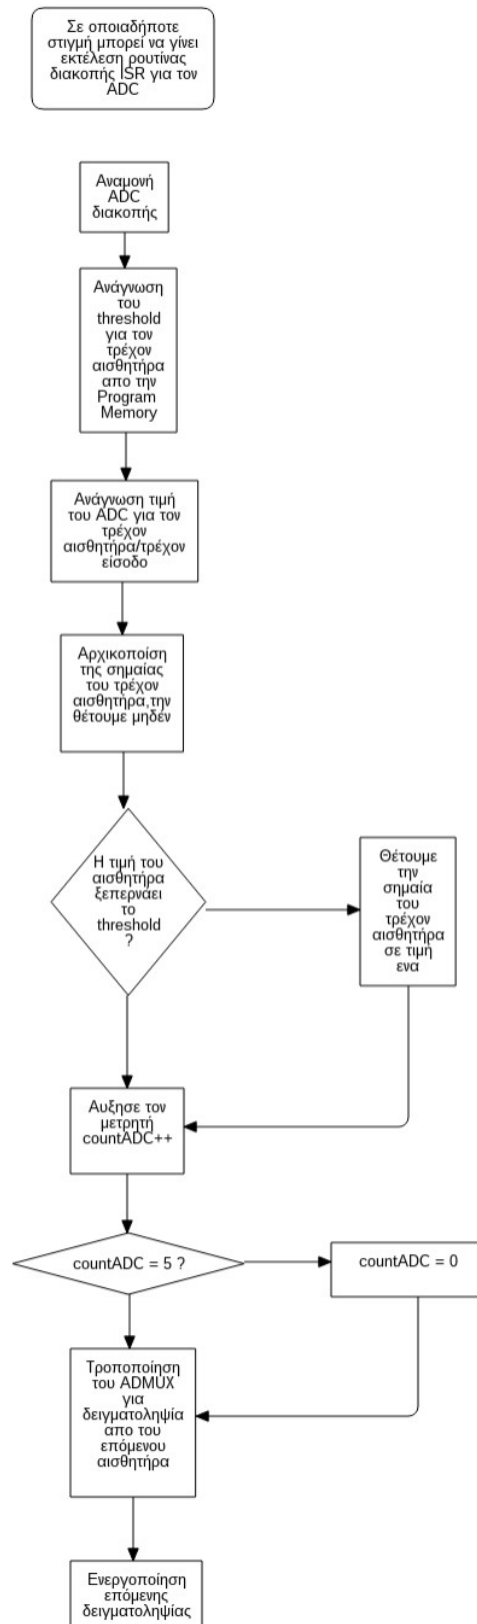 Σε οποιαδήποτε
στιγμή μπορεί να γίνει
εκτέλεση ρουτίνας
διακοπής ISR για τον
ADC
Αναμονή
ADC
διακοπής
Ανάγνωση
του
threshold
για τον
τρέχον
αισθητήρα
απο την
Program
Memory
Ανάγνωση τιμή
του ADC για τον
τρέχον
αισθητήρα/τρέχον
είσοδο
Αρχικοποίση
της σημαίας
του τρέχον
αισθητήρα,την
θέτουμε μηδέν
Η τιμή του
αισθητήρα
ξεπερνάει
το
threshold
?
Θέτουμε
την
σημαία
του
τρέχον
αισθητήρα
σε τιμή
ενα
Αυξησε τον
μετρητή
countADC++
countADC = 5 ?
countADC = 0
Τροποποίηση
του ADMUX
για
δειγματοληψία
απο του
επόμενου
αισθητήρα
Ενεργοποίηση
επόμενης
δειγματοληψίας